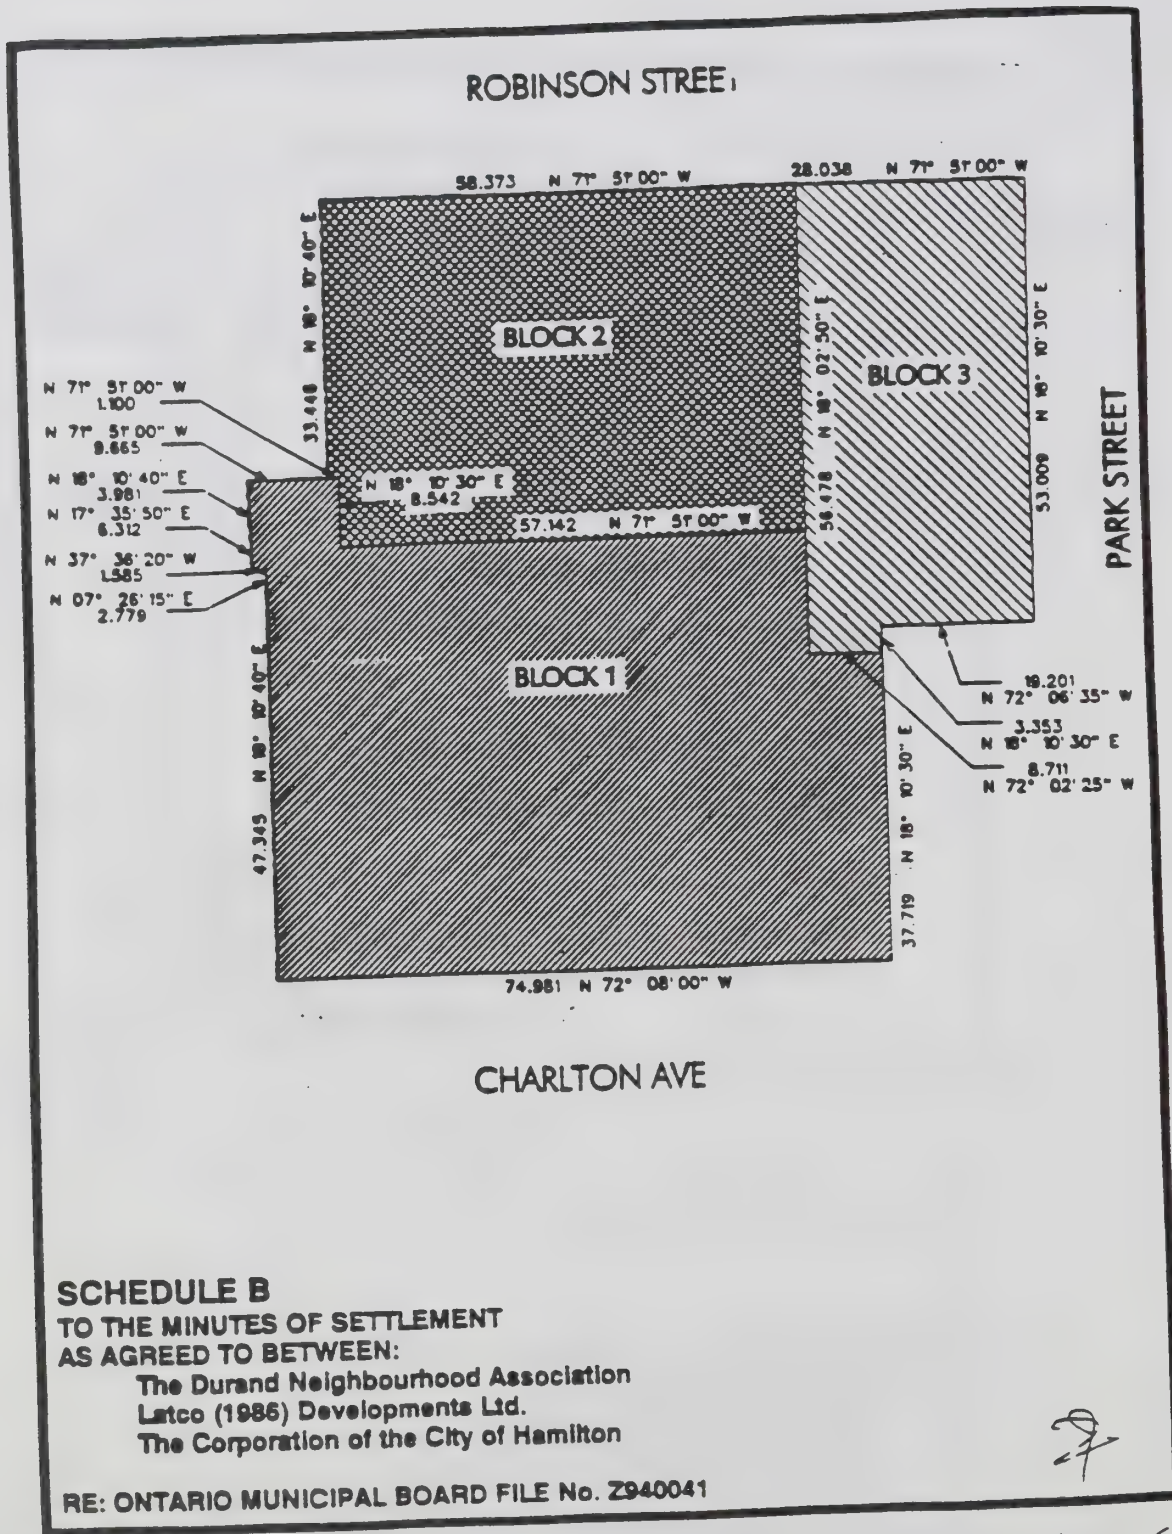 ROBINSON STREE
58.373 N 71° 51' 00" W
28.038 N 71° 51' 00" W
33.448 N 18° 10' 40" E
BLOCK 2
N 18° 02' 50" E
56.478
BLOCK 3
53.009 N 18° 10' 30" E
PARK STREET
N 71° 51' 00" W
1.100
N 71° 51' 00" W
9.665
N 18° 10' 40" E
3.981
N 17° 35' 50" E
6.312
N 37° 36' 20" W
1.585
N 07° 26' 15" E
2.779
N 18° 10' 30" E
8.542
57.142 N 71° 51' 00" W
BLOCK 1
47.345 N 18° 10' 40" E
19.201
N 72° 06' 35" W
3.353
N 18° 10' 30" E
8.711
N 72° 02' 25" W
37.719 N 18° 10' 30" E
74.981 N 72° 08' 00" W
CHARLTON AVE
SCHEDULE B
TO THE MINUTES OF SETTLEMENT
AS AGREED TO BETWEEN:
The Durand Neighbourhood Association
Latco (1986) Developments Ltd.
The Corporation of the City of Hamilton
RE: ONTARIO MUNICIPAL BOARD FILE No. Z940041